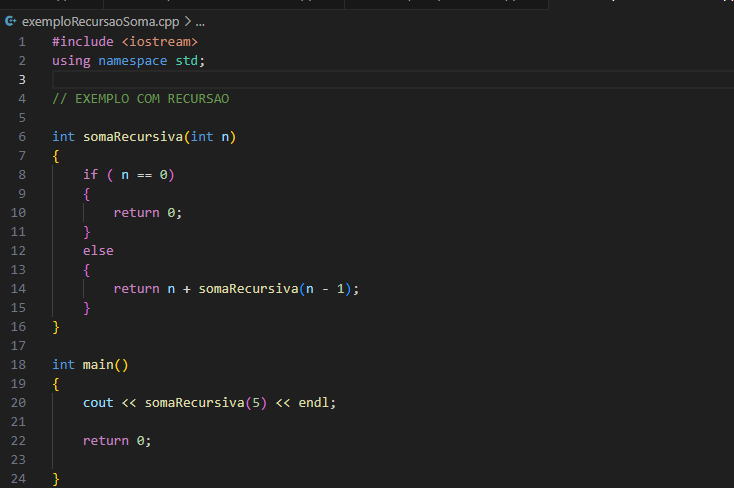 exemploRecursaoSoma.cpp > ...
1 #include <iostream>
2 using namespace std;
3
4 // EXEMPLO COM RECURSAO
5
6 int somaRecursiva(int n)
7 {
8 if ( n == 0)
9 {
10 return 0;
11 }
12 else
13 {
14 return n + somaRecursiva(n - 1);
15 }
16 }
17
18 int main()
19 {
20 cout << somaRecursiva(5) << endl;
21
22 return 0;
23
24 }